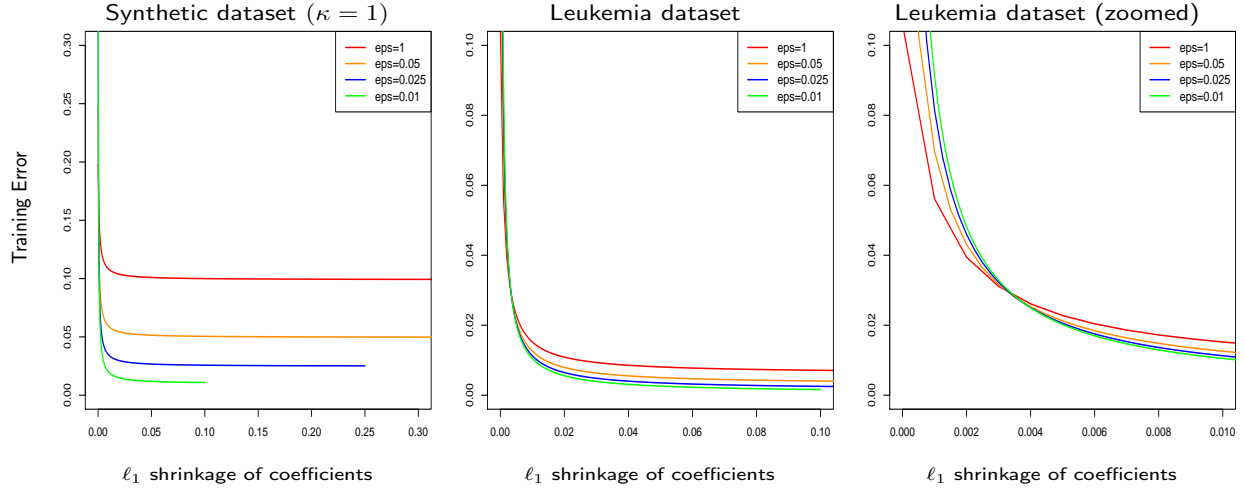 Synthetic dataset (κ = 1)
Training Error
0.00 0.05 0.10 0.15 0.20 0.25 0.30
eps=1
eps=0.05
eps=0.025
eps=0.01
0.00 0.05 0.10 0.15 0.20 0.25 0.30
ℓ1 shrinkage of coefficients
Leukemia dataset
0.00 0.02 0.04 0.06 0.08 0.10
eps=1
eps=0.05
eps=0.025
eps=0.01
0.00 0.02 0.04 0.06 0.08 0.10
ℓ1 shrinkage of coefficients
Leukemia dataset (zoomed)
0.00 0.02 0.04 0.06 0.08 0.10
eps=1
eps=0.05
eps=0.025
eps=0.01
0.000 0.002 0.004 0.006 0.008 0.010
ℓ1 shrinkage of coefficients